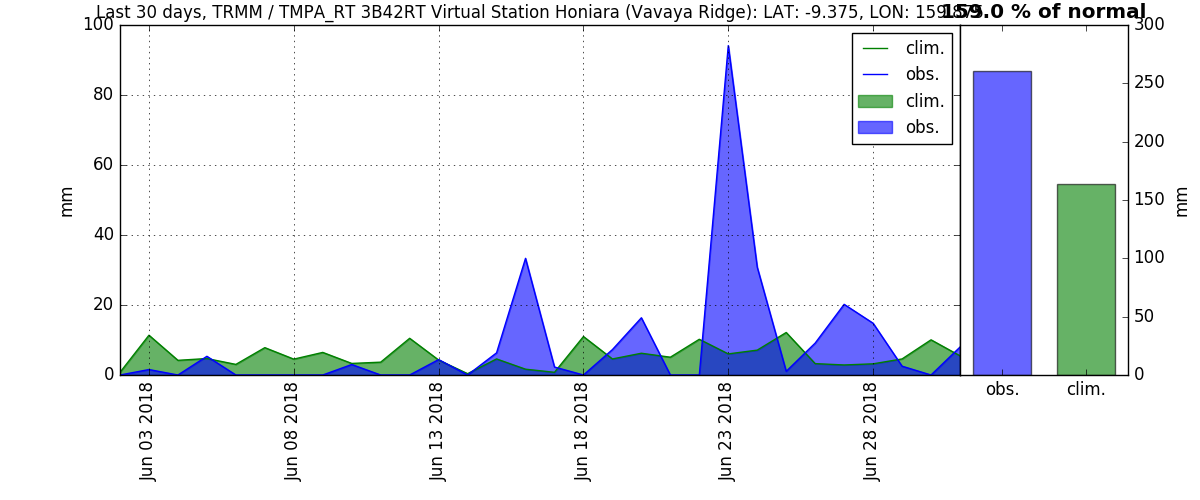 Last 30 days, TRMM / TMPA_RT 3B42RT Virtual Station Honiara (Vavaya Ridge): LAT: -9.375, LON:
159.0 % of normal
100
80
60
40
20
0
mm
clim.
obs.
clim.
obs.
Jun 03 2018
Jun 08 2018
Jun 13 2018
Jun 18 2018
Jun 23 2018
Jun 28 2018
300
250
200
150
100
50
0
mm
obs.
clim.